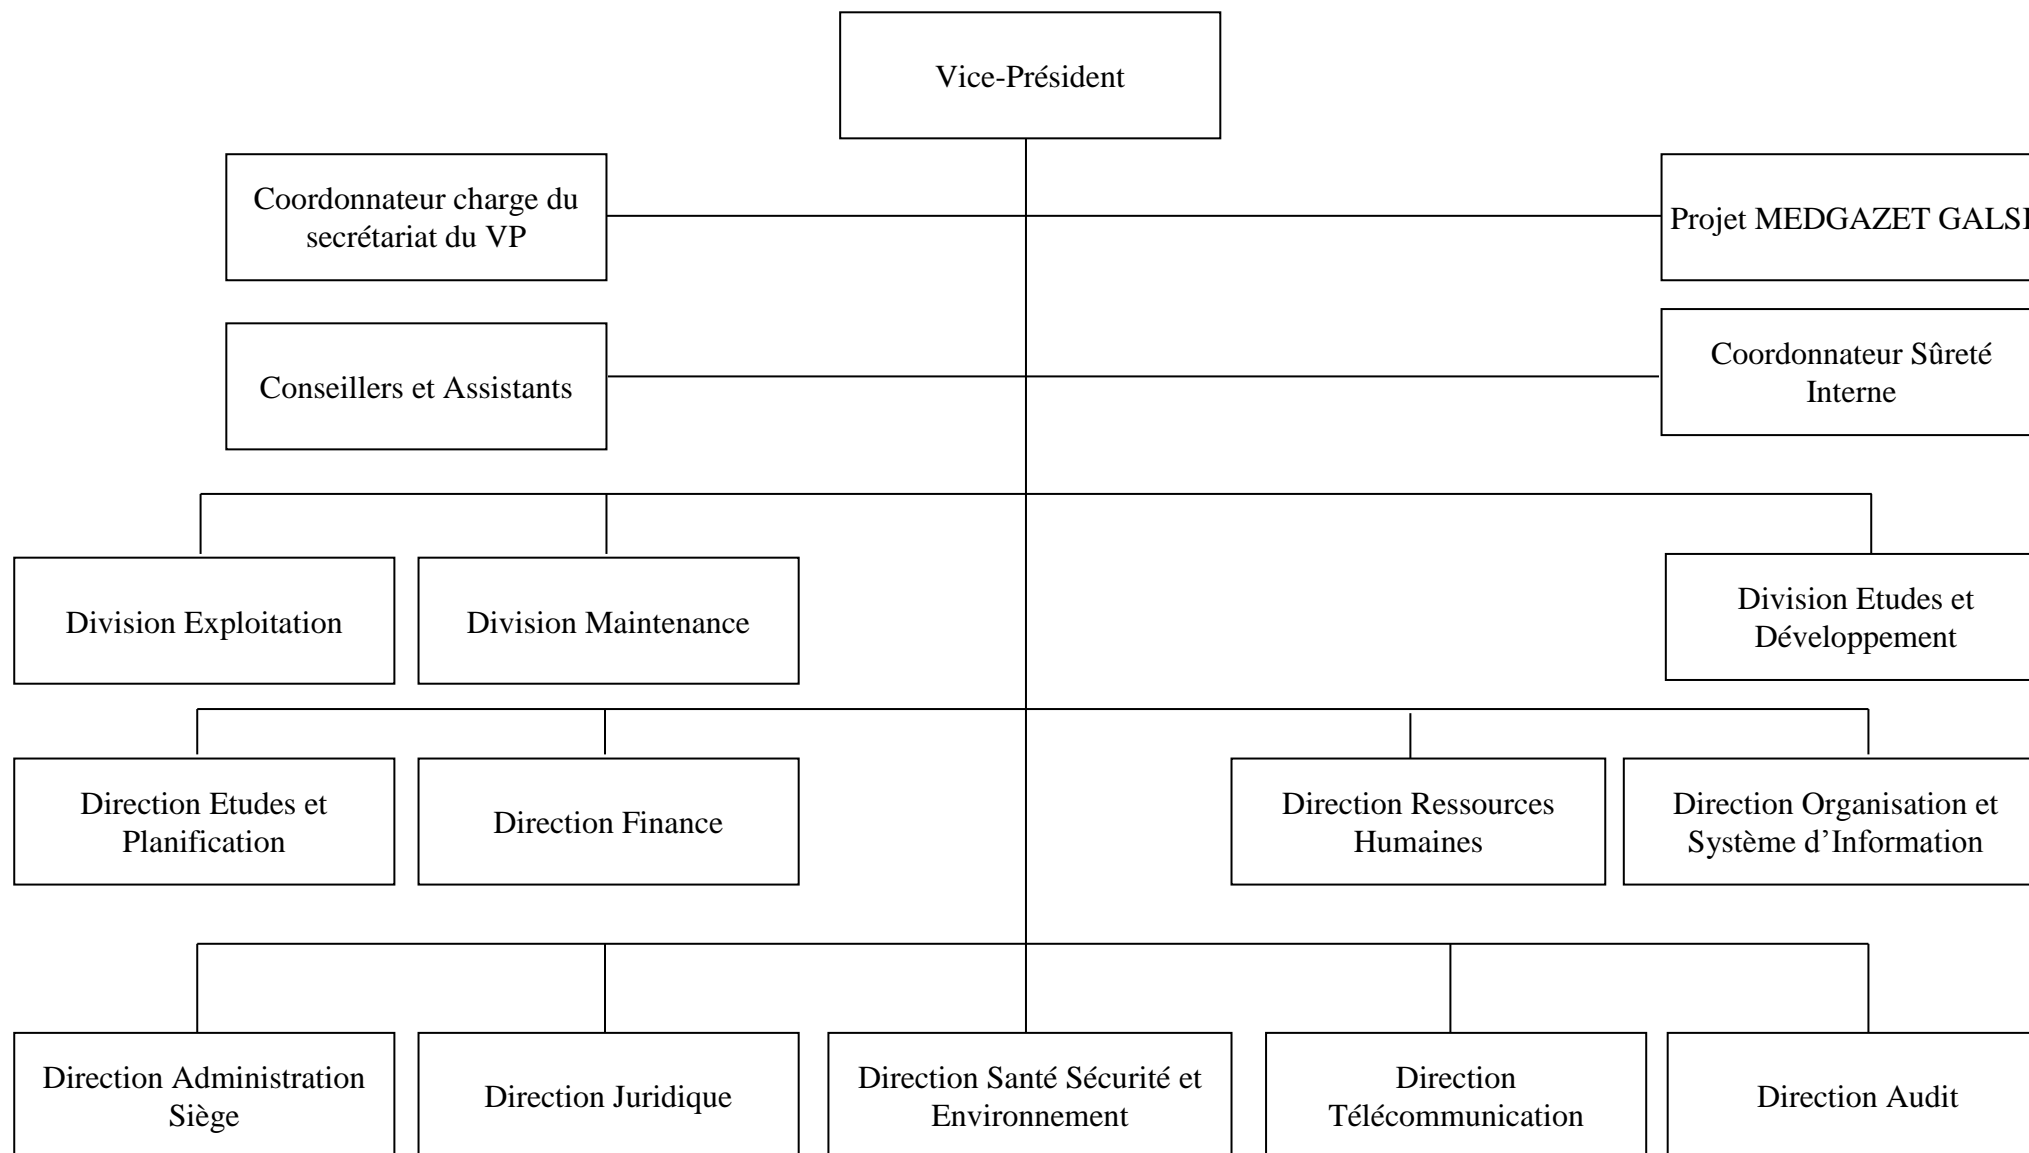 Vice-Président
Coordonnateur charge du
secrétariat du VP
Projet MEDGAZET GALSI
Conseillers et Assistants
Coordonnateur Sûreté
Interne
Division Exploitation
Division Maintenance
Division Etudes et
Développement
Direction Etudes et
Planification
Direction Finance
Direction Ressources
Humaines
Direction Organisation et
Système d’Information
Direction Administration
Siège
Direction Juridique
Direction Santé Sécurité et
Environnement
Direction
Télécommunication
Direction Audit